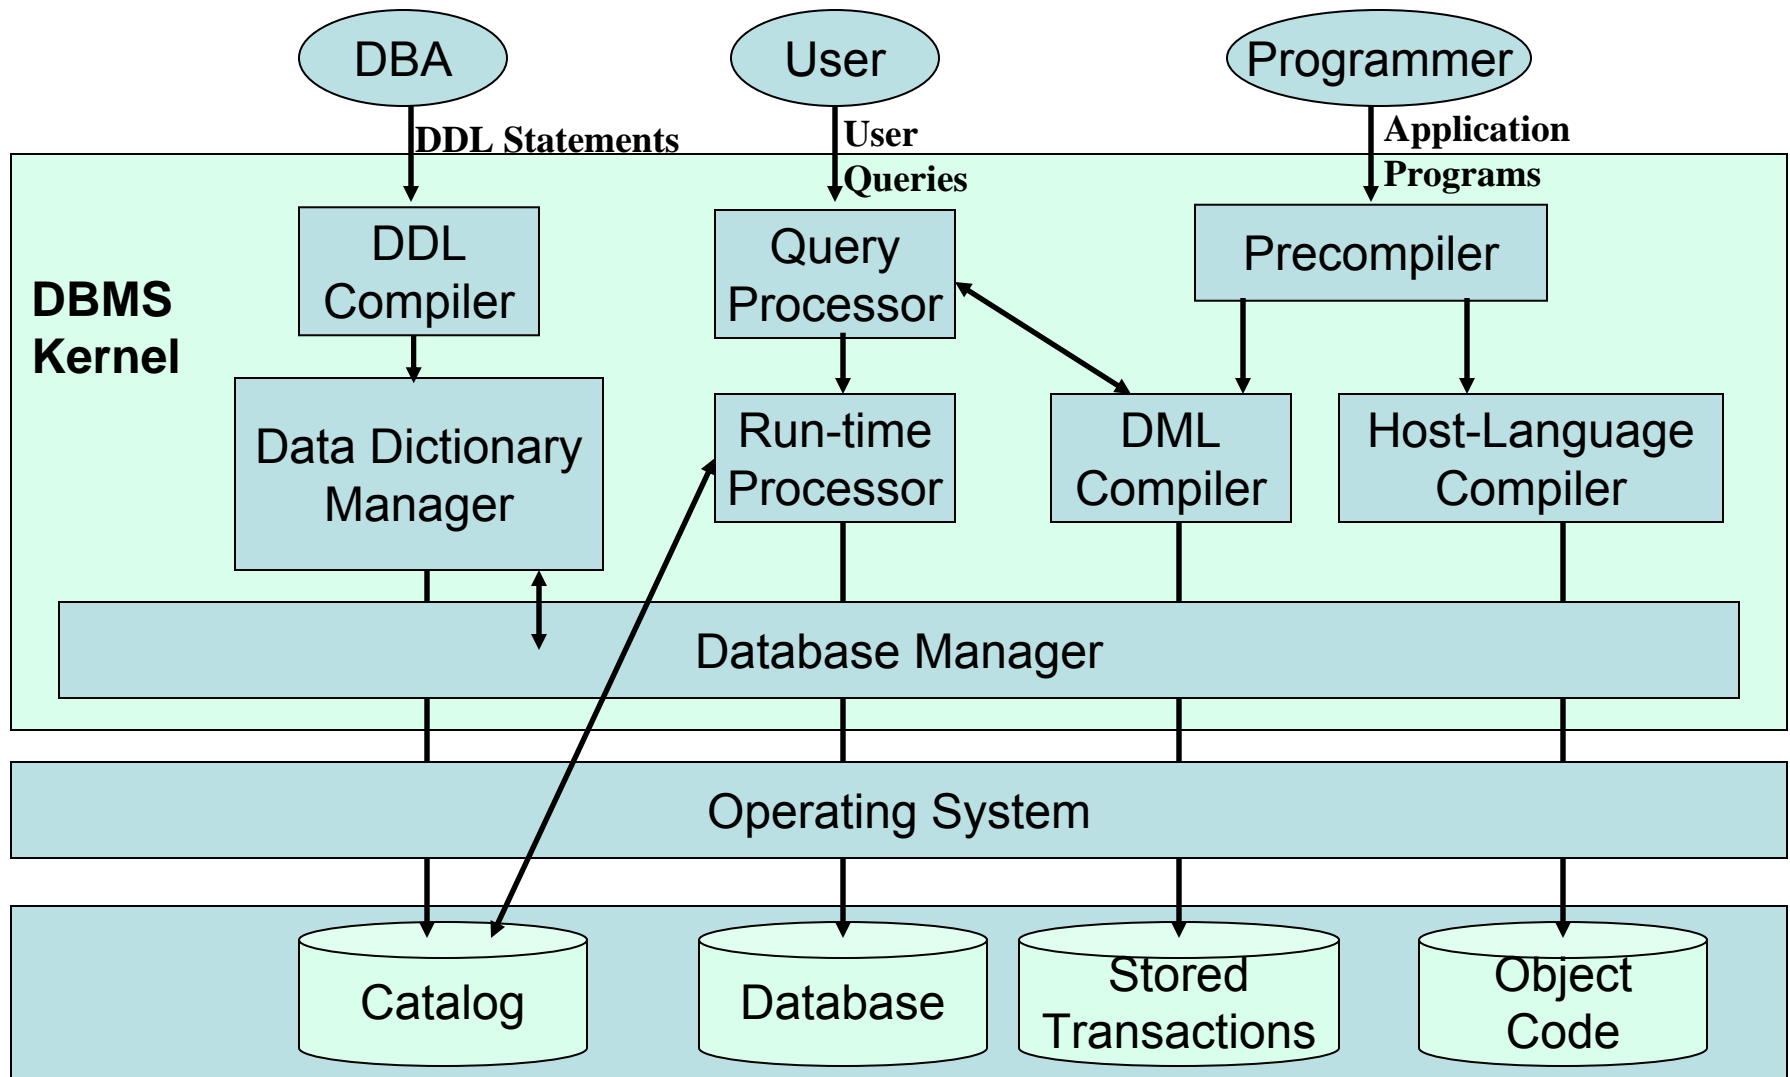 DBA
User
Programmer
DDL Statements
User
Queries
Application
Programs
DBMS
Kernel
DDL
Compiler
Query
Processor
Precompiler
Data Dictionary
Manager
Run-time
Processor
DML
Compiler
Host-Language
Compiler
Database Manager
Operating System
Catalog
Database
Stored
Transactions
Object
Code